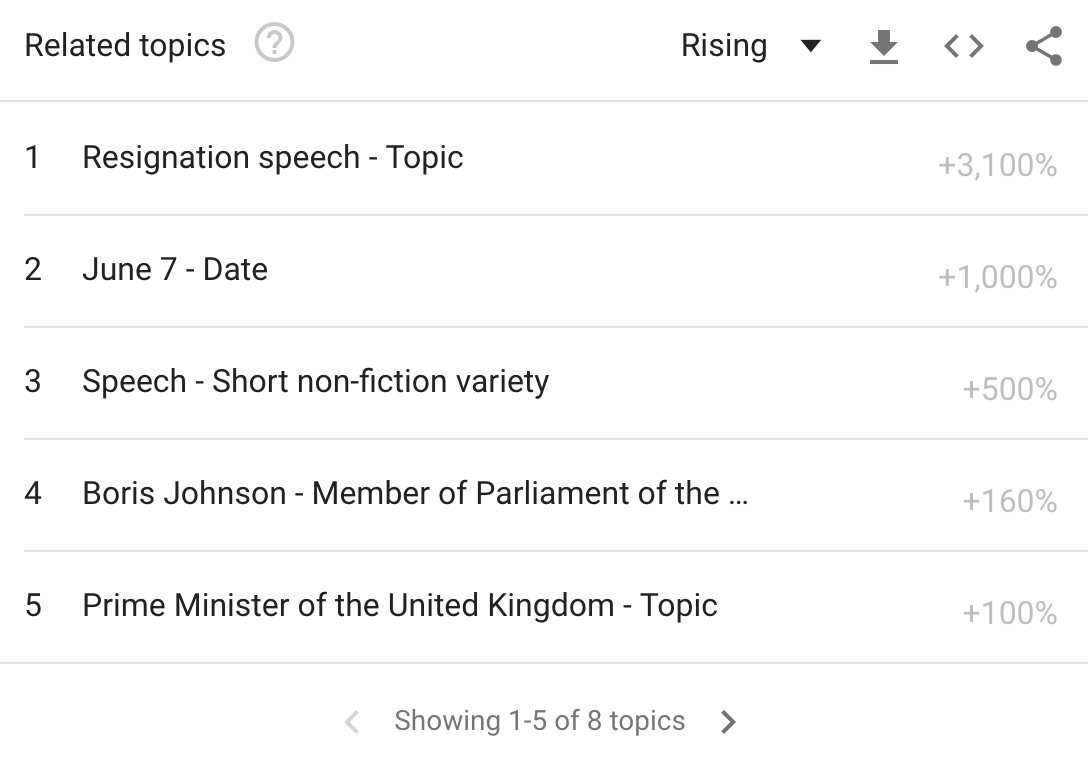 Related topics ? Rising
1 Resignation speech - Topic +3,100%
2 June 7 - Date +1,000%
3 Speech - Short non-fiction variety +500%
4 Boris Johnson - Member of Parliament of the ... +160%
5 Prime Minister of the United Kingdom - Topic +100%
Showing 1-5 of 8 topics